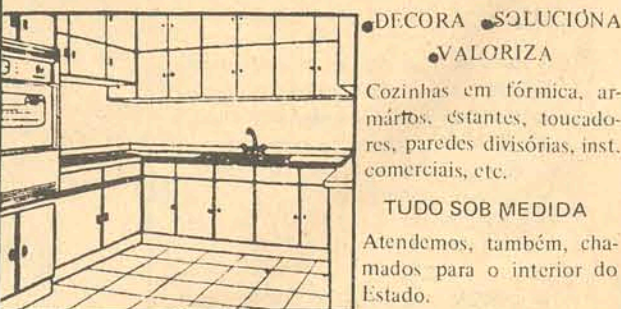 •DECORA •SOLUCIONA
•VALORIZA
Cozinhas em fórmica, ar-
mários, estantes, toucado-
res, paredes divisórias, inst.
comerciais, etc.
TUDO SOB MEDIDA
Atendemos, também, cha-
mados para o interior do
Estado.